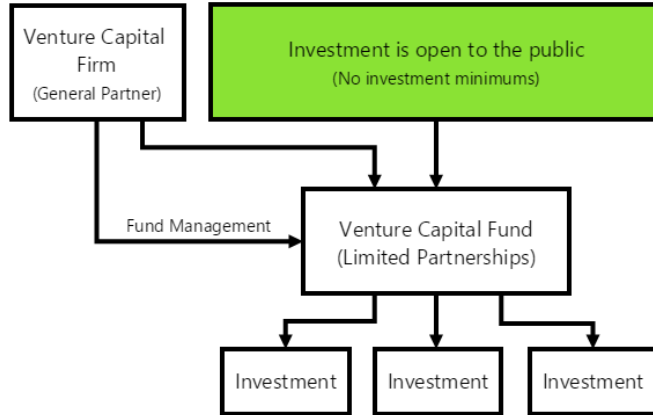 Venture Capital
Firm
(General Partner)
Investment is open to the public
(No investment minimums)
Fund Management
Venture Capital Fund
(Limited Partnerships)
Investment
Investment
Investment